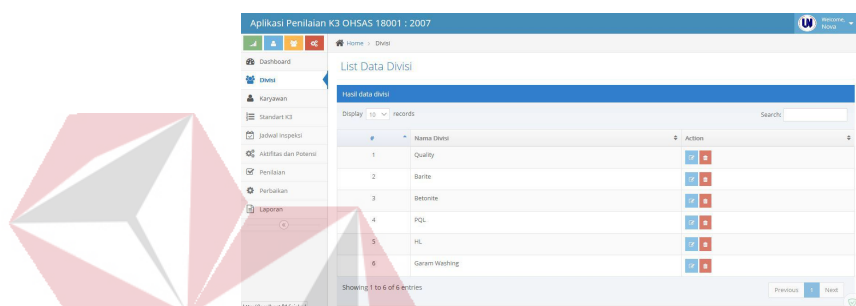 Aplikasi Penilaian K3 OHSAS 18001 : 2007
Welcome,
Nova
Home > Divisi
Dashboard
Divisi
Karyawan
Standart K3
Jadwal Inspeksi
Aktifitas dan Potensi
Penilaian
Perbaikan
Laporan
List Data Divisi
Hasil data divisi
Display 10 records
Search:
# Nama Divisi Action
1 Quality
2 Barite
3 Betonite
4 PQL
5 HL
6 Garam Washing
Showing 1 to 6 of 6 entries
Previous 1 Next